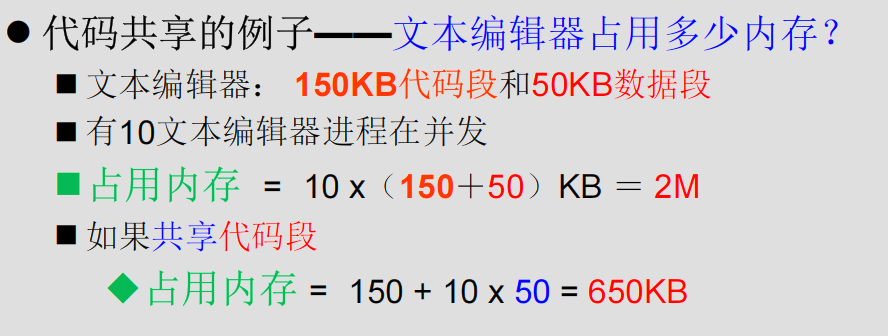 ● 代码共享的例子——文本编辑器占用多少内存？
■ 文本编辑器： 150KB代码段和50KB数据段
■ 有10文本编辑器进程在并发
■ 占用内存 = 10 x（150＋50）KB ＝ 2M
■ 如果共享代码段
◆ 占用内存 = 150 + 10 x 50 = 650KB